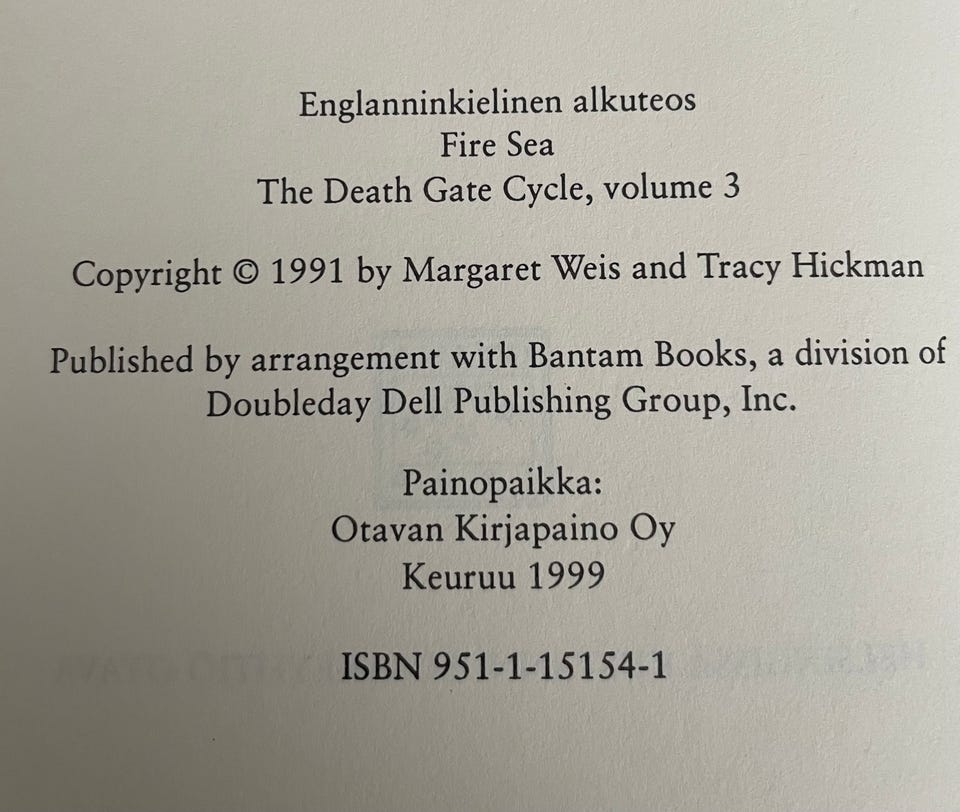 Englanninkielinen alkuteos
Fire Sea
The Death Gate Cycle, volume 3
Copyright © 1991 by Margaret Weis and Tracy Hickman
Published by arrangement with Bantam Books, a division of
Doubleday Dell Publishing Group, Inc.
Painopaikka:
Otavan Kirjapaino Oy
Keuruu 1999
ISBN 951-1-15154-1